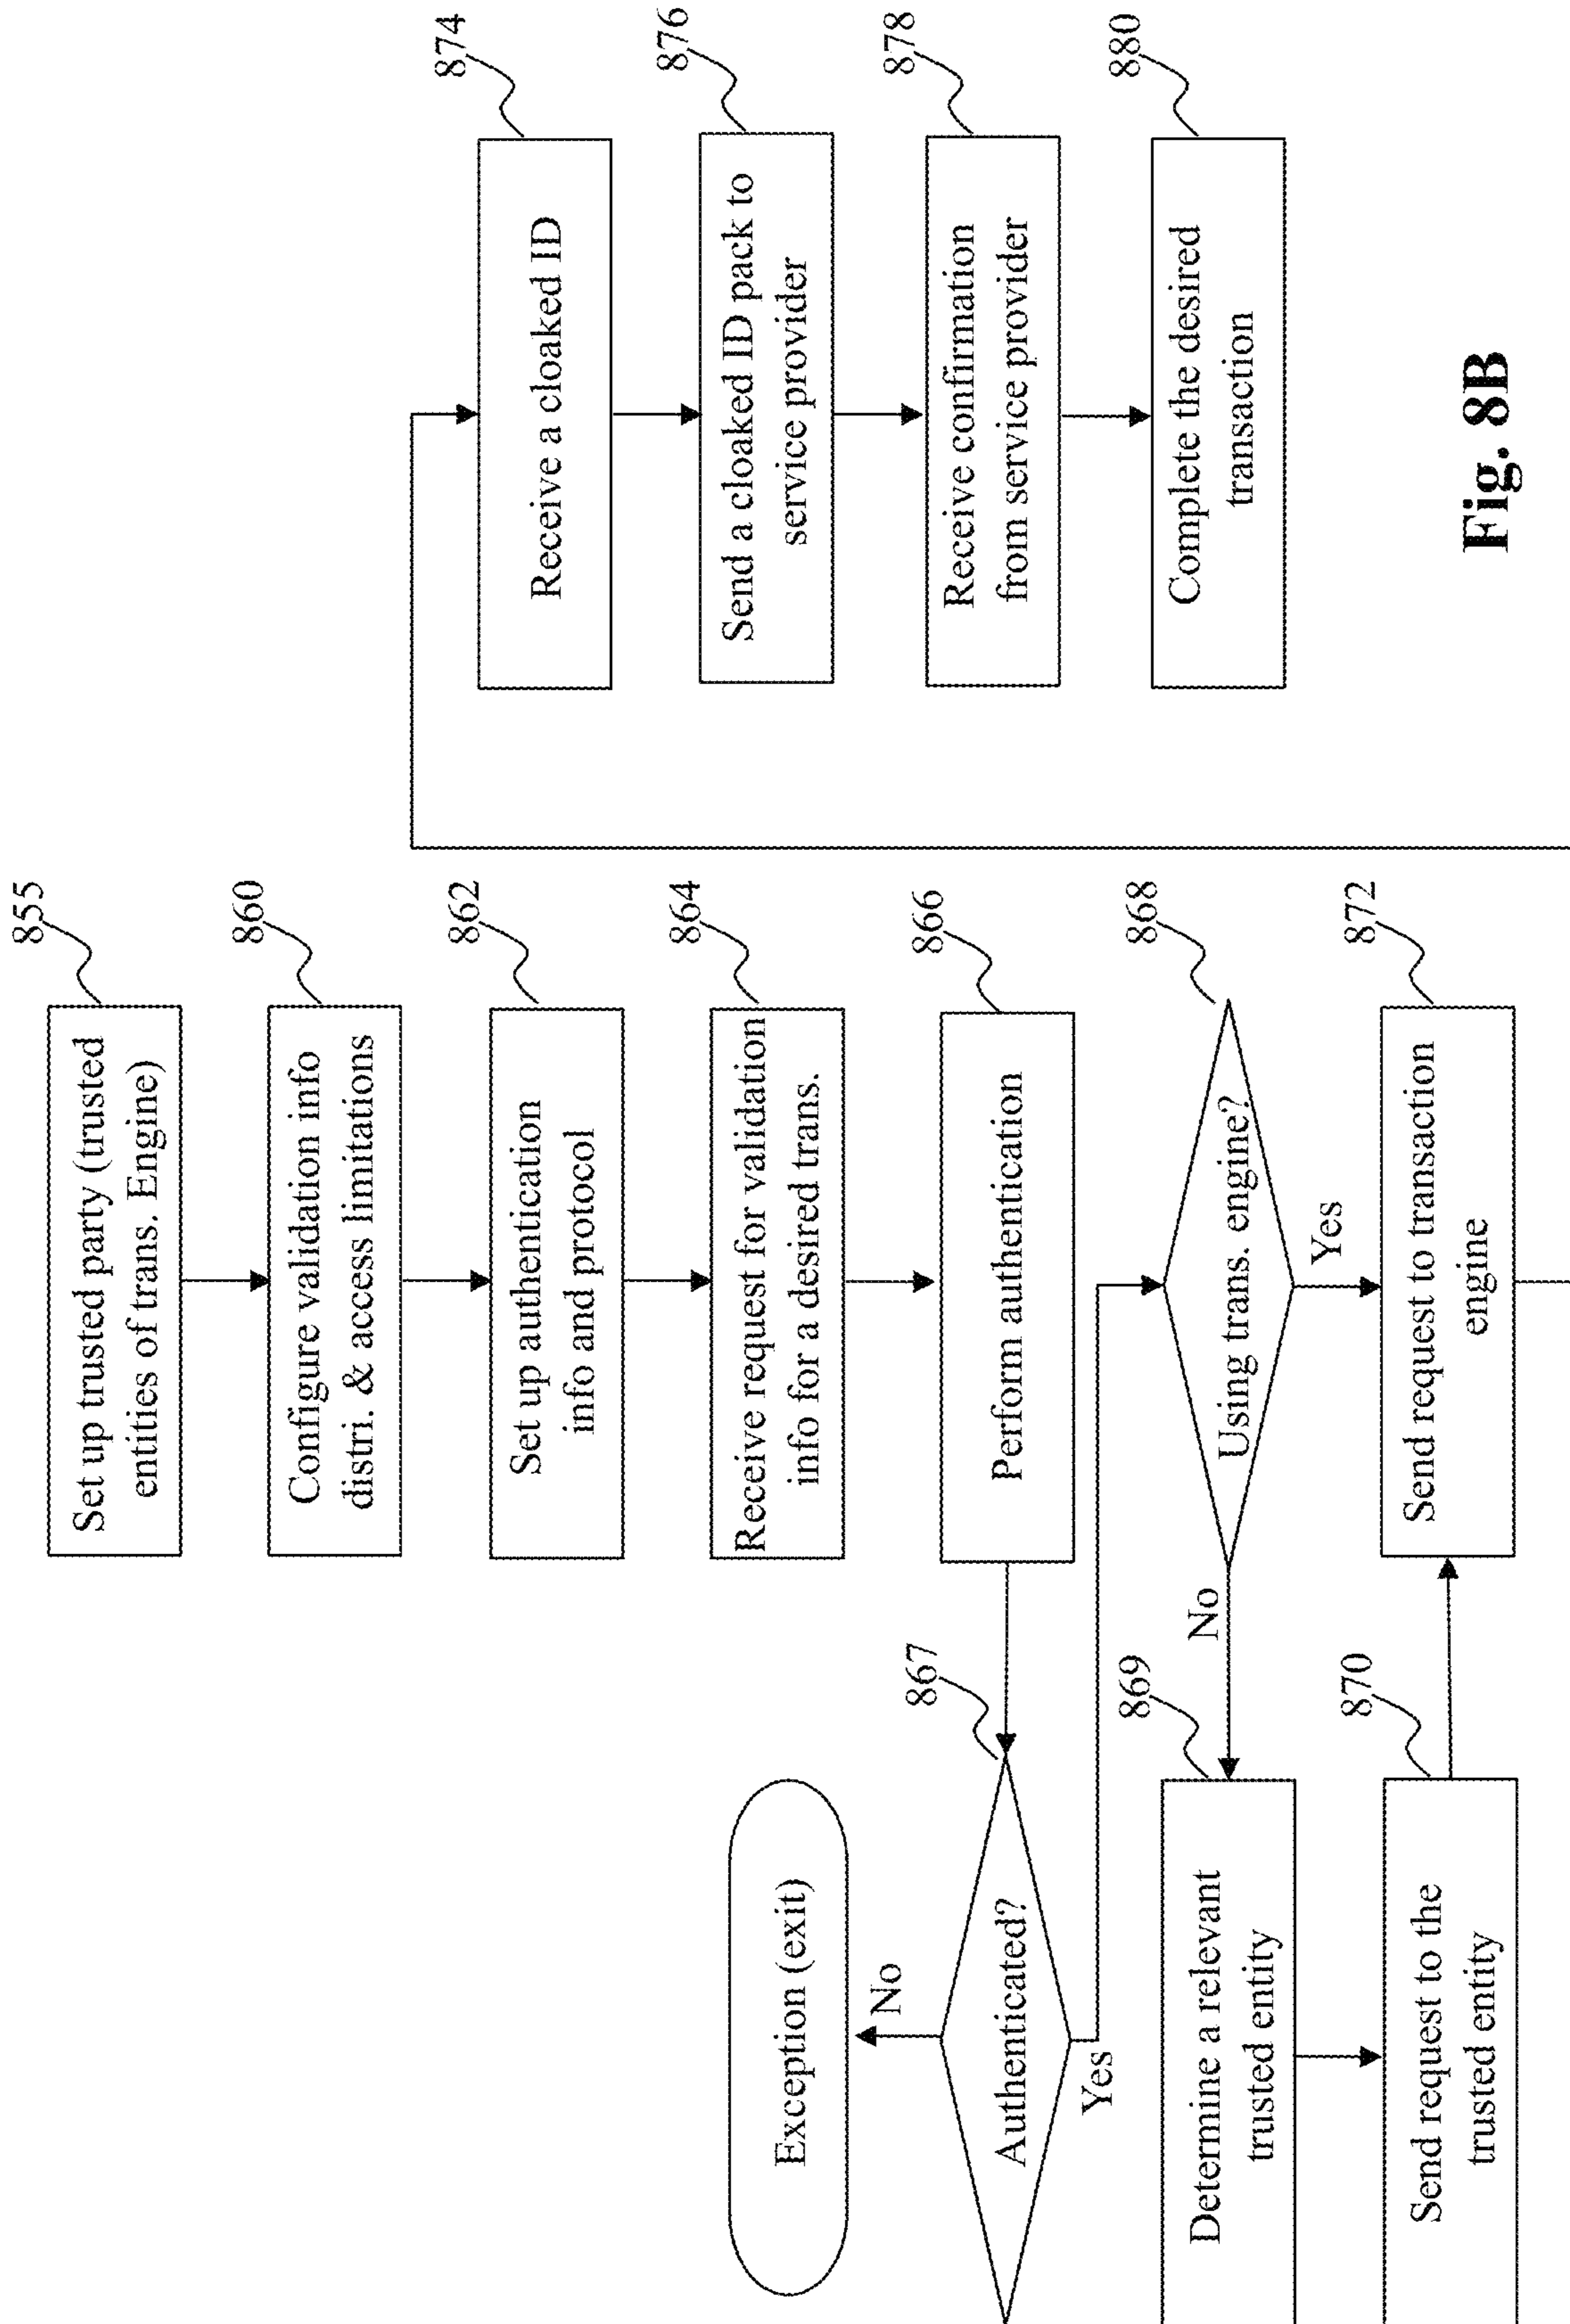 855
Set up trusted party (trusted
entities of trans. Engine)
860
Configure validation info
distri. & access limitations
862
Set up authentication
info and protocol
864
Receive request for validation
info for a desired trans.
866
Perform authentication
867
Authenticated?
No
Exception (exit)
Yes
868
Using trans. engine?
No
Yes
869
Determine a relevant
trusted entity
870
Send request to the
trusted entity
872
Send request to transaction
engine
874
Receive a cloaked ID
876
Send a cloaked ID pack to
service provider
878
Receive confirmation
from service provider
880
Complete the desired
transaction
Fig. 8B